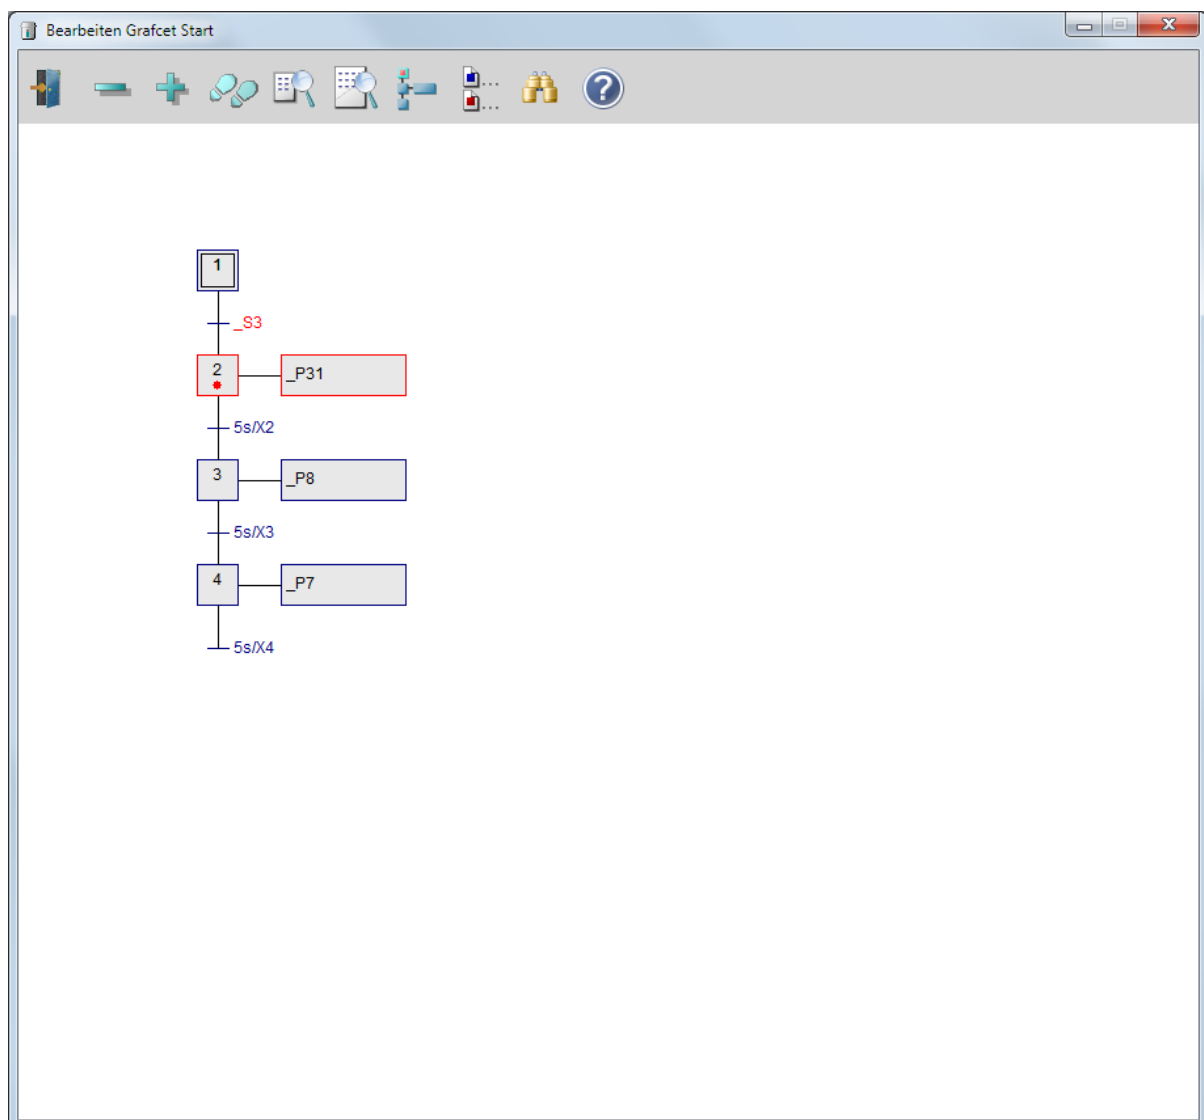 Bearbeiten Grafcet Start
1
_S3
2
_P31
5s/X2
3
_P8
5s/X3
4
_P7
5s/X4